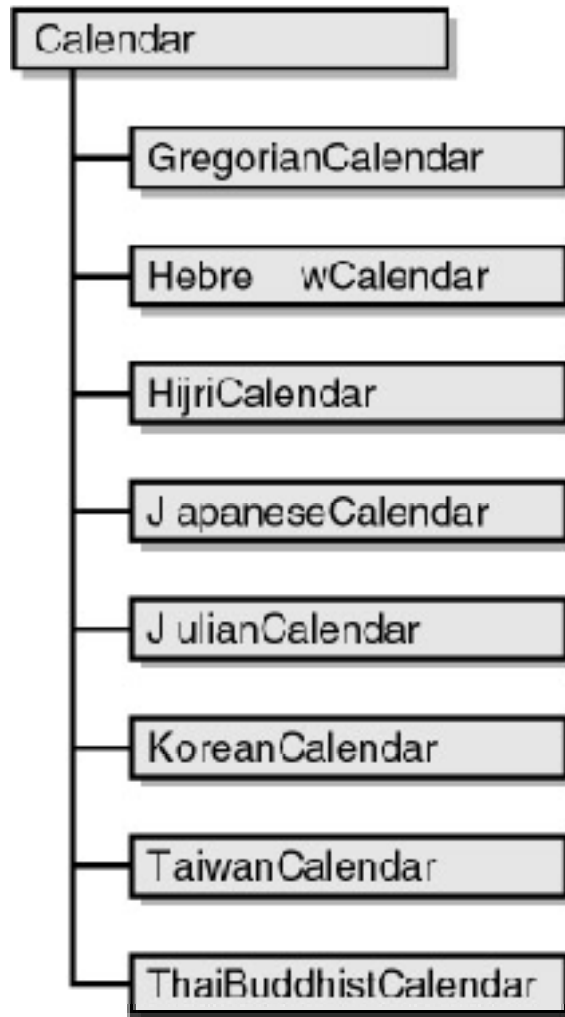 Calendar
GregorianCalendar
Hebre wCalendar
HijriCalendar
J apaneseCalendar
J ulianCalendar
KoreanCalendar
TaiwanCalendar
ThaiBuddhistCalendar